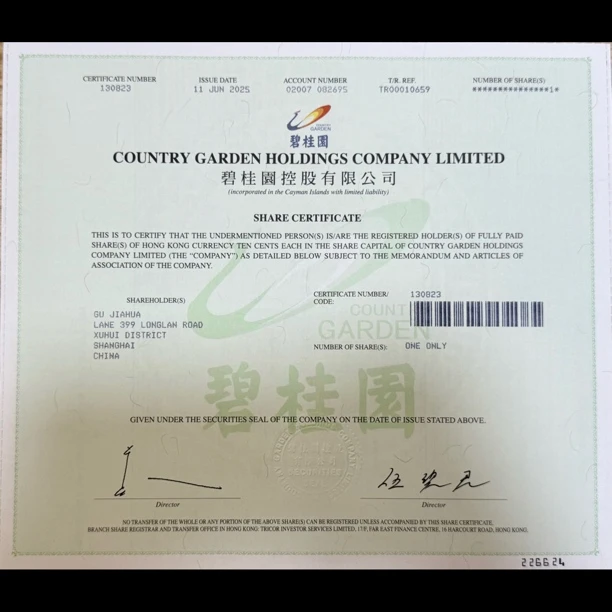 CERTIFICATE NUMBER ISSUE DATE ACCOUNT NUMBER T/R. REF. NUMBER OF SHARE(S)
130823 11 JUN 2025 02007 082695 TR00010659 ****************1*
COUNTRY
GARDEN
碧桂園
COUNTRY GARDEN HOLDINGS COMPANY LIMITED
碧桂園控股有限公司
(incorporated in the Cayman Islands with limited liability)
SHARE CERTIFICATE
THIS IS TO CERTIFY THAT THE UNDERMENTIONED PERSON(S) IS/ARE THE REGISTERED HOLDER(S) OF FULLY PAID
SHARE(S) OF HONG KONG CURRENCY TEN CENTS EACH IN THE SHARE CAPITAL OF COUNTRY GARDEN HOLDINGS
COMPANY LIMITED (THE "COMPANY") AS DETAILED BELOW SUBJECT TO THE MEMORANDUM AND ARTICLES OF
ASSOCIATION OF THE COMPANY.
SHAREHOLDER(S)
GU JIAHUA
LANE 399 LONGLAN ROAD
XUHUI DISTRICT
SHANGHAI
CHINA
CERTIFICATE NUMBER/ 130823
CODE:
COUNTRY
GARDEN
NUMBER OF SHARE(S): ONE ONLY
碧桂園
GIVEN UNDER THE SECURITIES SEAL OF THE COMPANY ON THE DATE OF ISSUE STATED ABOVE.
Director Director
NO TRANSFER OF THE WHOLE OR ANY PORTION OF THE ABOVE SHARE(S) CAN BE REGISTERED UNLESS ACCOMPANIED BY THIS SHARE CERTIFICATE.
BRANCH SHARE REGISTRAR AND TRANSFER OFFICE IN HONG KONG: TRICOR INVESTOR SERVICES LIMITED, 17/F, FAR EAST FINANCE CENTRE, 16 HARCOURT ROAD, HONG KONG.
226624